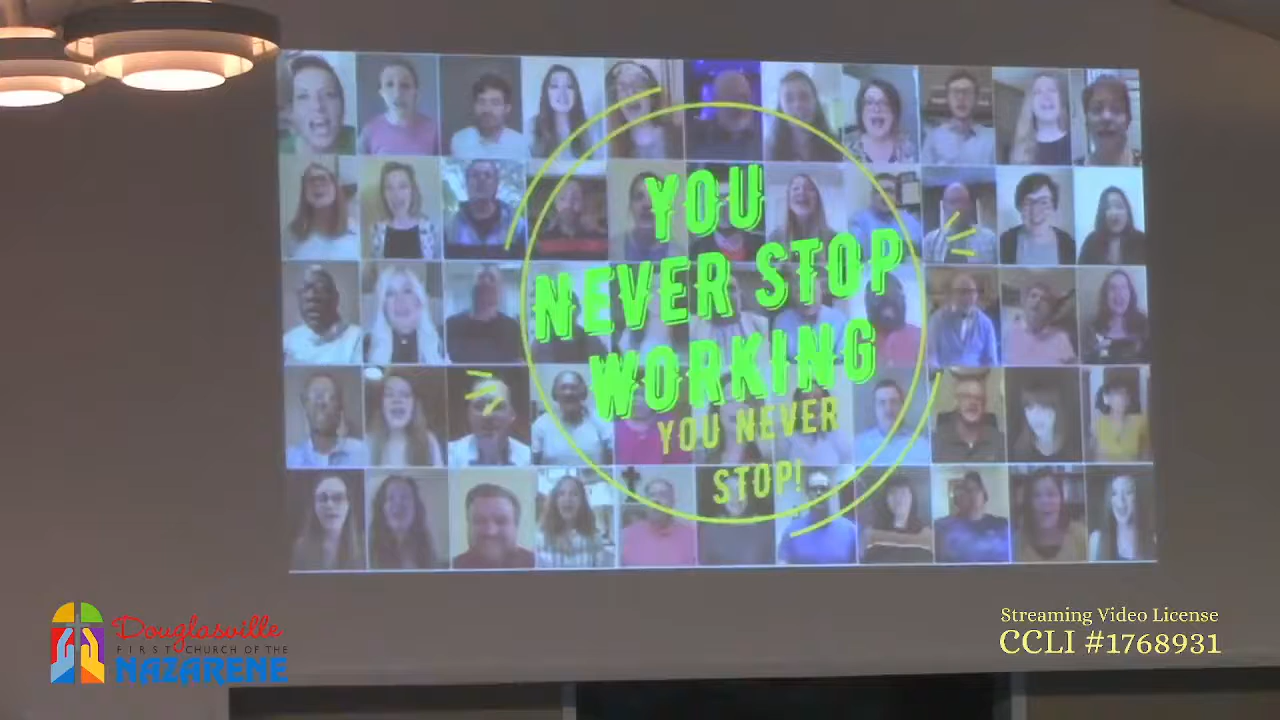 YOU
NEVER STOP
WORKING
YOU NEVER
STOP!
Douglasville
FIRST CHURCH OF THE
NAZARENE
Streaming Video License
CCLI #1768931